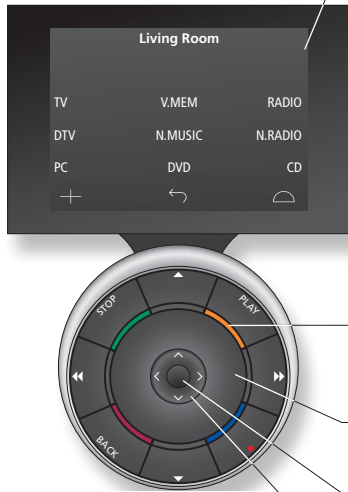 Living Room
TV V.MEM RADIO
DTV N.MUSIC N.RADIO
PC DVD CD
STOP PLAY
BACK